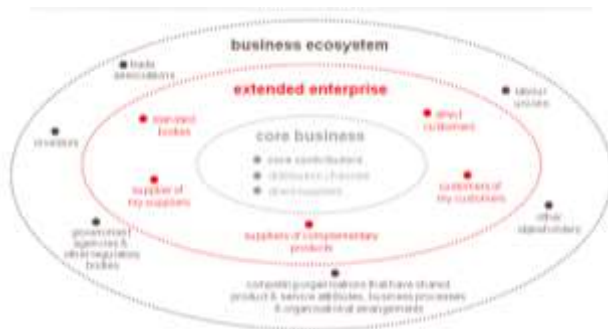 business ecosystem
trade
associations
extended enterprise
labour
unions
standard
bodies
direct
customers
investors
core business
core contributors
distribution channels
direct suppliers
supplier of
my suppliers
customers of
my customers
government
agencies &
other regulatory
bodies
suppliers of complementary
products
other
stakeholders
competing organisations that have shared
product & service attributes, business processes
& organisational arrangements